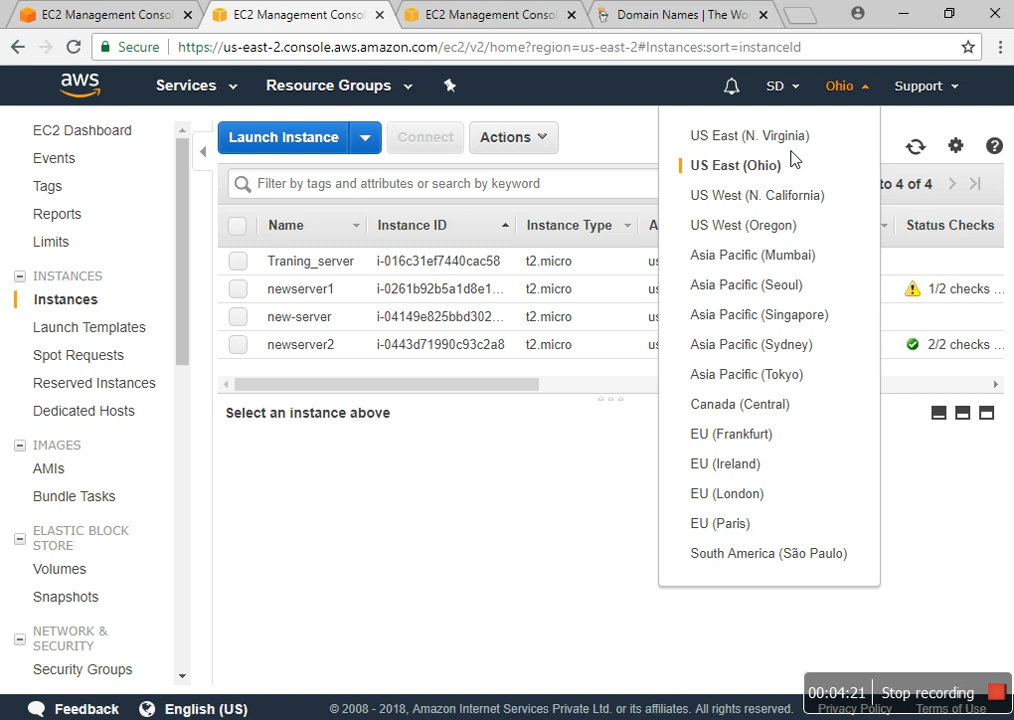 EC2 Management Consol
EC2 Management Consol
EC2 Management Consol
Domain Names | The Wo
Secure
https://us-east-2.console.aws.amazon.com/ec2/v2/home?region=us-east-2#Instances:sort=instanceId
aws
Services
Resource Groups
SD
Ohio
Support
EC2 Dashboard
Events
Tags
Reports
Limits
INSTANCES
Instances
Launch Templates
Spot Requests
Reserved Instances
Dedicated Hosts
IMAGES
AMIs
Bundle Tasks
ELASTIC BLOCK
STORE
Volumes
Snapshots
NETWORK &
SECURITY
Security Groups
Launch Instance
Connect
Actions
Filter by tags and attributes or search by keyword
to 4 of 4
Name
Instance ID
Instance Type
A
Status Checks
Traning_server
i-016c31ef7440cac58
t2.micro
us
newserver1
i-0261b92b5a1d8e1...
t2.micro
us
1/2 checks ...
new-server
i-04149e825bbd302...
t2.micro
us
newserver2
i-0443d71990c93c2a8
t2.micro
us
2/2 checks ...
Select an instance above
US East (N. Virginia)
US East (Ohio)
US West (N. California)
US West (Oregon)
Asia Pacific (Mumbai)
Asia Pacific (Seoul)
Asia Pacific (Singapore)
Asia Pacific (Sydney)
Asia Pacific (Tokyo)
Canada (Central)
EU (Frankfurt)
EU (Ireland)
EU (London)
EU (Paris)
South America (São Paulo)
00:04:21
Stop recording
Feedback
English (US)
© 2008 - 2018, Amazon Internet Services Private Ltd. or its affiliates. All rights reserved.
Privacy Policy
Terms of Use